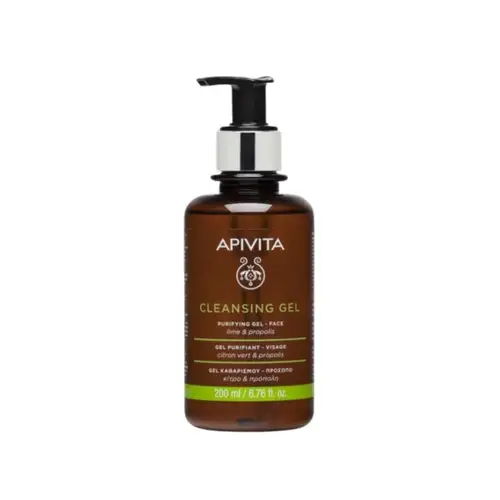 APIVITA
CLEANSING GEL
PURIFYING GEL - FACE
lime & propolis
GEL PURIFIANT - VISAGE
citron vert & propolis
ΓΕΛ ΚΑΘΑΡΙΣΜΟΥ - ΠΡΟΣΩΠΟ
κίτρο & πρόπολη
200 ml / 6.76 fl. oz.